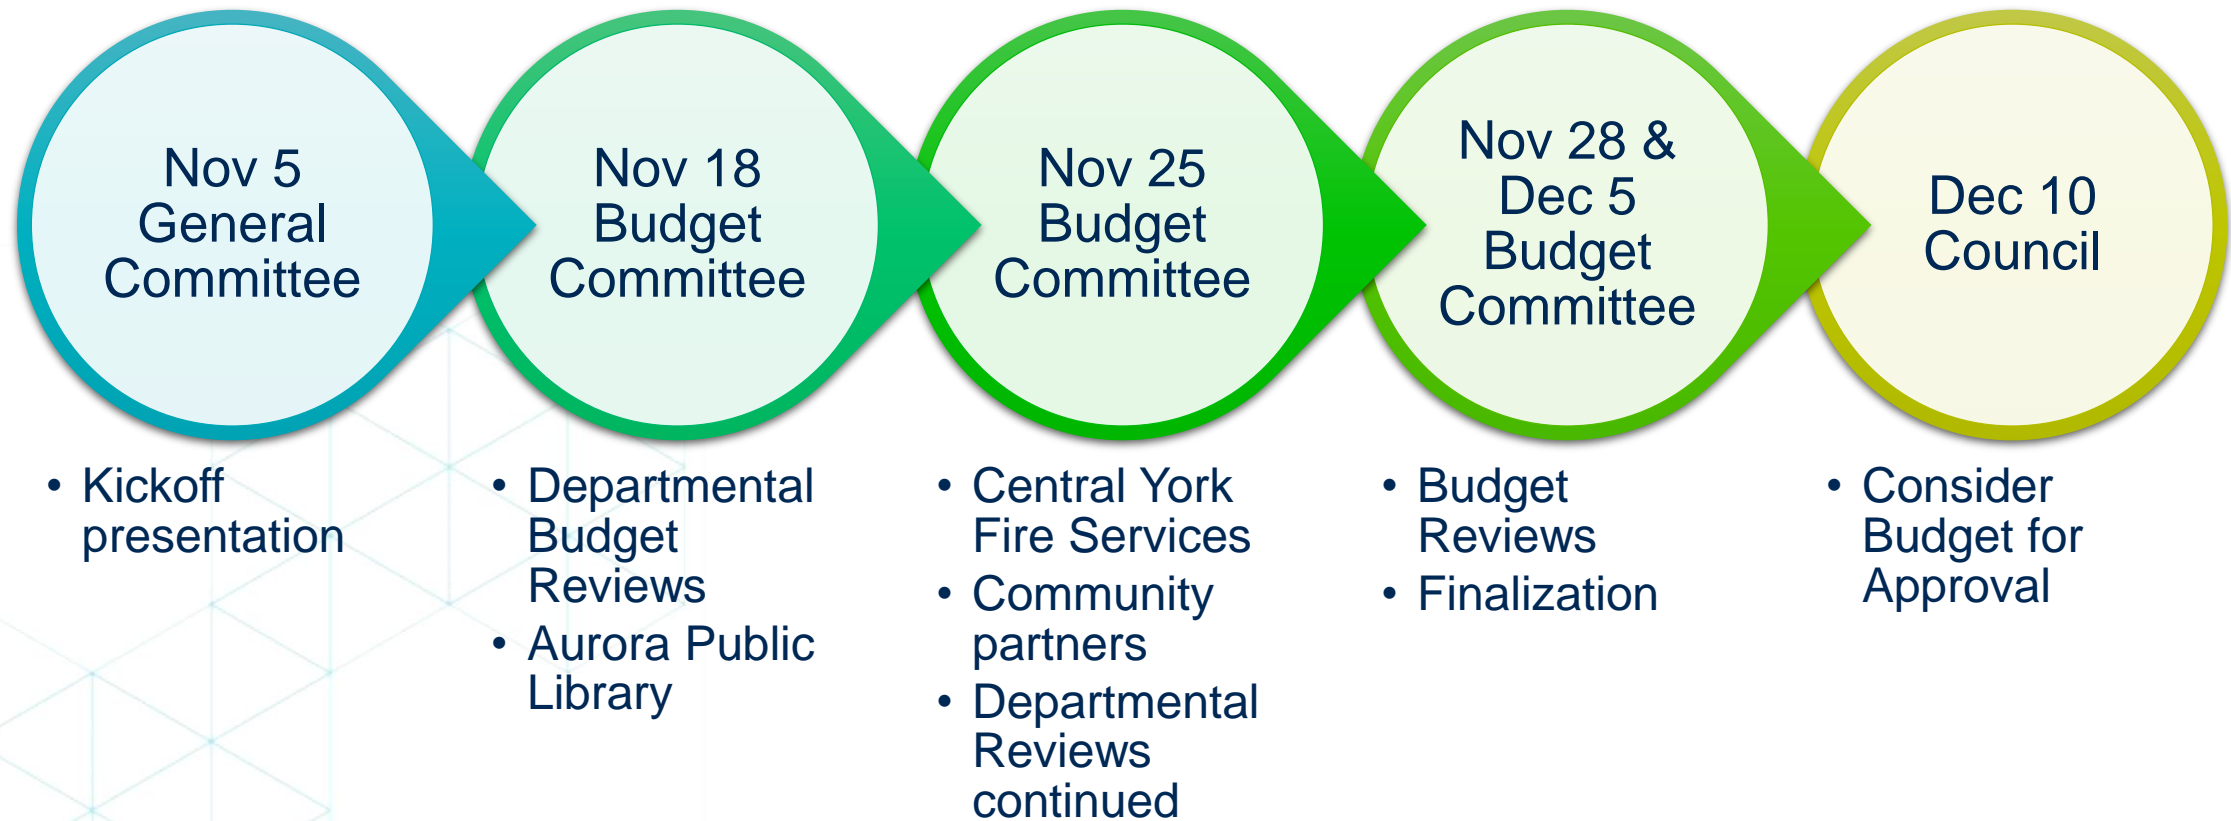 Nov 5
General
Committee
Nov 18
Budget
Committee
Nov 25
Budget
Committee
Nov 28 &
Dec 5
Budget
Committee
Dec 10
Council
• Kickoff
presentation
• Departmental
Budget
Reviews
• Aurora Public
Library
• Central York
Fire Services
• Community
partners
• Departmental
Reviews
continued
• Budget
Reviews
• Finalization
• Consider
Budget for
Approval